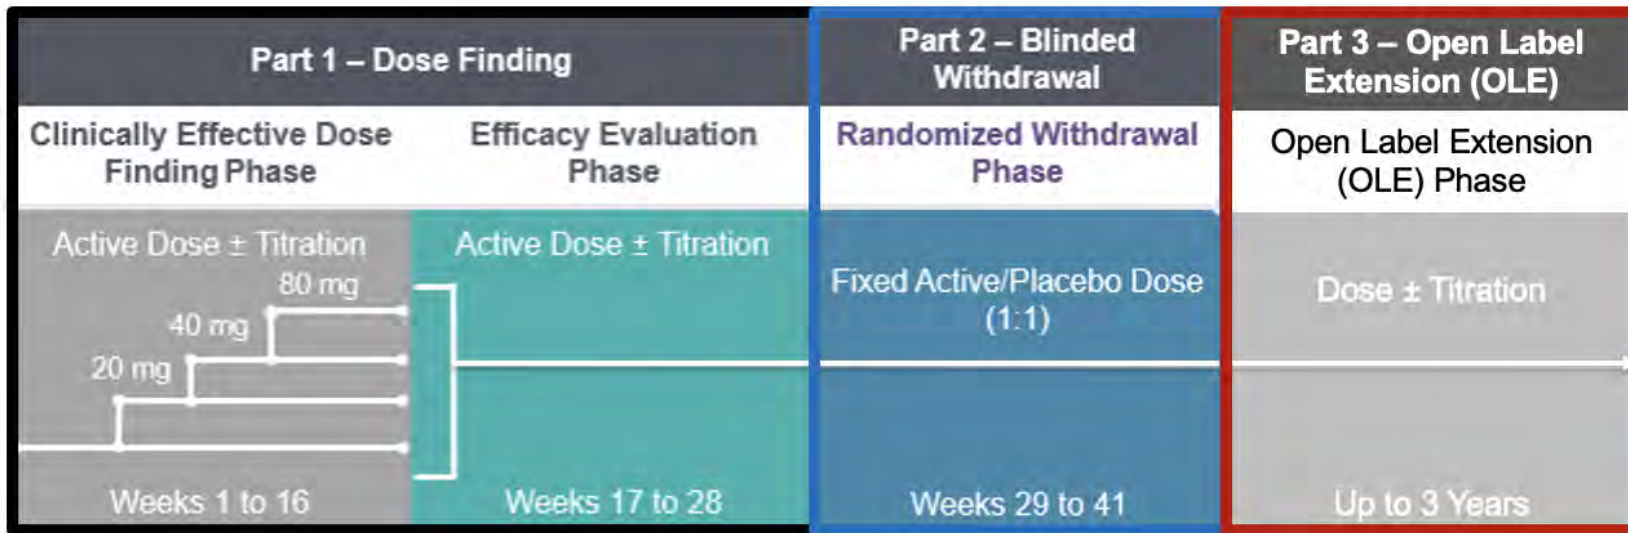 Part 1 – Dose Finding
Part 2 – Blinded
Withdrawal
Part 3 – Open Label
Extension (OLE)
Clinically Effective Dose
Finding Phase
Efficacy Evaluation
Phase
Randomized Withdrawal
Phase
Open Label Extension
(OLE) Phase
Active Dose ± Titration
80 mg
40 mg
20 mg
Weeks 1 to 16
Active Dose ± Titration
Weeks 17 to 28
Fixed Active/Placebo Dose
(1:1)
Weeks 29 to 41
Dose ± Titration
Up to 3 Years